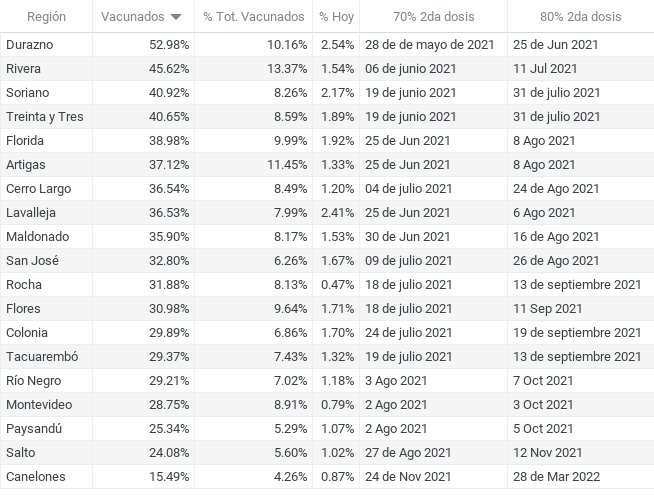 Región Vacunados % Tot. Vacunados % Hoy 70% 2da dosis 80% 2da dosis
Durazno 52.98% 10.16% 2.54% 28 de de mayo de 2021 25 de Jun 2021
Rivera 45.62% 13.37% 1.54% 06 de junio 2021 11 Jul 2021
Soriano 40.92% 8.26% 2.17% 19 de junio 2021 31 de julio 2021
Treinta y Tres 40.65% 8.59% 1.89% 19 de junio 2021 31 de julio 2021
Florida 38.98% 9.99% 1.92% 25 de Jun 2021 8 Ago 2021
Artigas 37.12% 11.45% 1.33% 25 de Jun 2021 8 Ago 2021
Cerro Largo 36.54% 8.49% 1.20% 04 de julio 2021 24 de Ago 2021
Lavalleja 36.53% 7.99% 2.41% 25 de Jun 2021 6 Ago 2021
Maldonado 35.90% 8.17% 1.53% 30 de Jun 2021 16 de Ago 2021
San José 32.80% 6.26% 1.67% 09 de julio 2021 26 de Ago 2021
Rocha 31.88% 8.13% 0.47% 18 de julio 2021 13 de septiembre 2021
Flores 30.98% 9.64% 1.71% 18 de julio 2021 11 Sep 2021
Colonia 29.89% 6.86% 1.70% 24 de julio 2021 19 de septiembre 2021
Tacuarembó 29.37% 7.43% 1.32% 19 de julio 2021 13 de septiembre 2021
Río Negro 29.21% 7.02% 1.18% 3 Ago 2021 7 Oct 2021
Montevideo 28.75% 8.91% 0.79% 2 Ago 2021 3 Oct 2021
Paysandú 25.34% 5.29% 1.07% 2 Ago 2021 5 Oct 2021
Salto 24.08% 5.60% 1.02% 27 de Ago 2021 12 Nov 2021
Canelones 15.49% 4.26% 0.87% 24 de Nov 2021 28 de Mar 2022